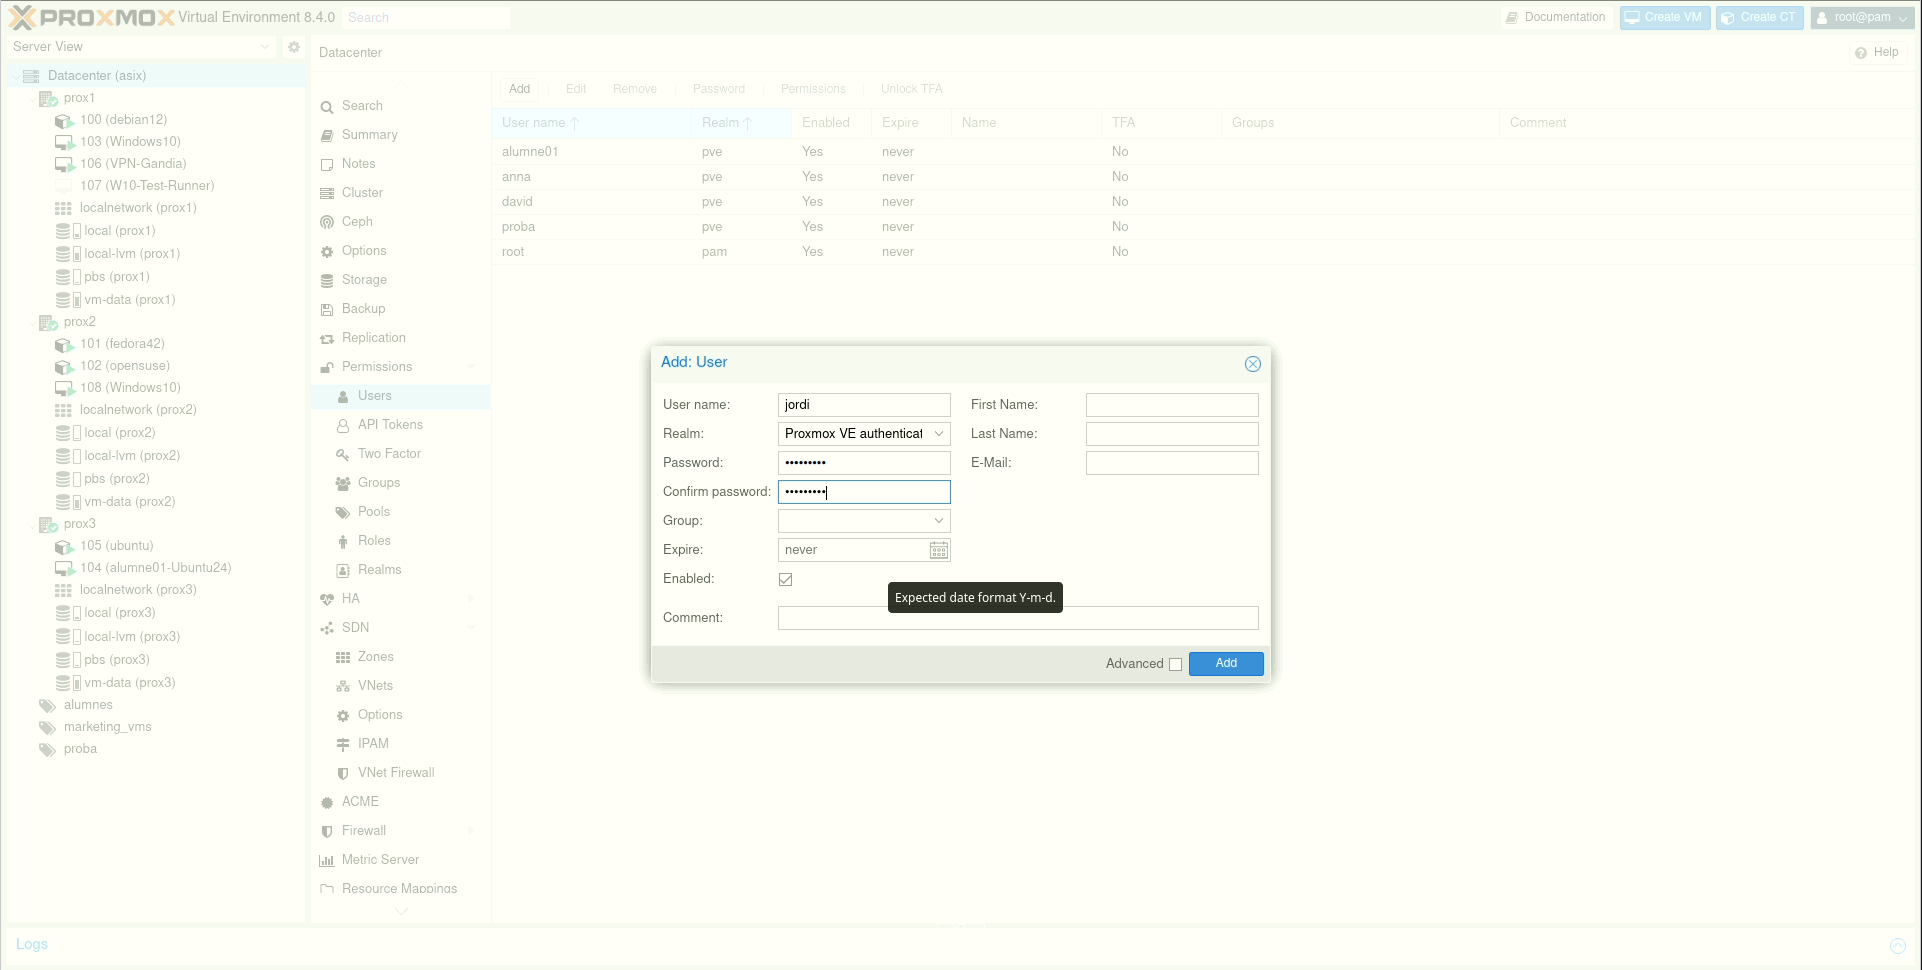 PROXMOX Virtual Environment 8.4.0 Search Documentation Create VM Create CT root@pam
Server View
Datacenter (asix)
prox1
100 (debian12)
103 (Windows10)
106 (VPN-Gandia)
107 (W10-Test-Runner)
localnetwork (prox1)
local (prox1)
local-lvm (prox1)
pbs (prox1)
vm-data (prox1)
prox2
101 (fedora42)
102 (opensuse)
108 (Windows10)
localnetwork (prox2)
local (prox2)
local-lvm (prox2)
pbs (prox2)
vm-data (prox2)
prox3
105 (ubuntu)
104 (alumne01-Ubuntu24)
localnetwork (prox3)
local (prox3)
local-lvm (prox3)
pbs (prox3)
vm-data (prox3)
alumnes
marketing_vms
proba
Datacenter Help
Search
Summary
Notes
Cluster
Ceph
Options
Storage
Backup
Replication
Permissions
Users
API Tokens
Two Factor
Groups
Pools
Roles
Realms
HA
SDN
Zones
VNets
Options
IPAM
VNet Firewall
ACME
Firewall
Metric Server
Resource Mappings
Add Edit Remove Password Permissions Unlock TFA
User name Realm Enabled Expire Name TFA Groups Comment
alumne01 pve Yes never No
anna pve Yes never No
david pve Yes never No
proba pve Yes never No
root pam Yes never No
Add: User
User name: jordi First Name:
Realm: Proxmox VE authenticat Last Name:
Password: ••••••••• E-Mail:
Confirm password: •••••••••
Group:
Expire: never
Enabled:
Expected date format Y-m-d.
Comment:
Advanced Add
Logs